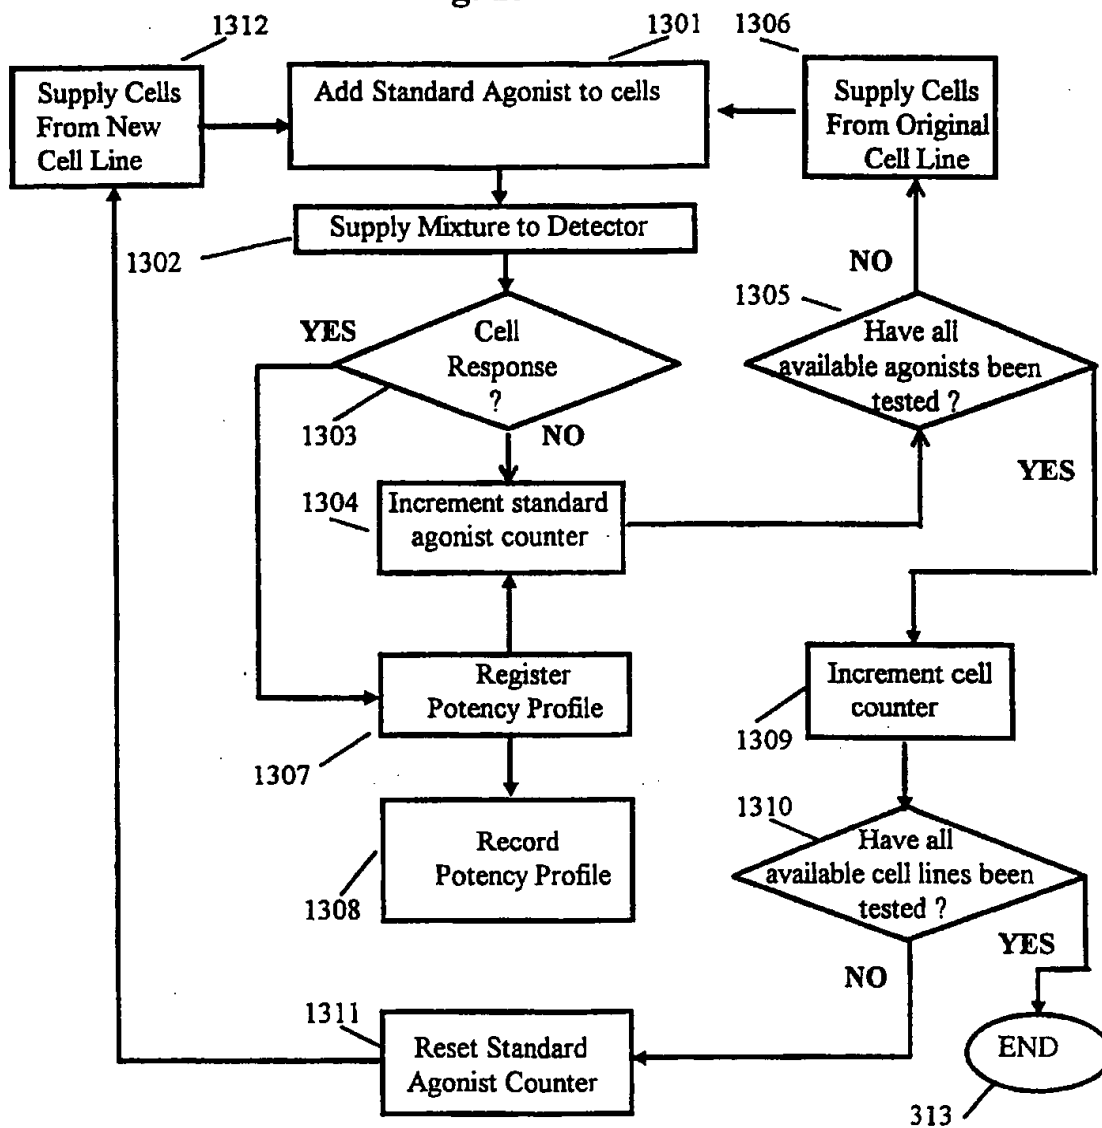 1312
1301
1306
Supply Cells
From New
Cell Line
Add Standard Agonist to cells
Supply Cells
From Original
Cell Line
Supply Mixture to Detector
1302
NO
1305
YES
Cell
Response
?
1303
NO
Have all
available agonists been
tested ?
YES
1304
Increment standard
agonist counter
Register
Potency Profile
1307
Increment cell
counter
1309
Record
Potency Profile
1308
1310
Have all
available cell lines been
tested ?
YES
NO
1311
Reset Standard
Agonist Counter
END
313